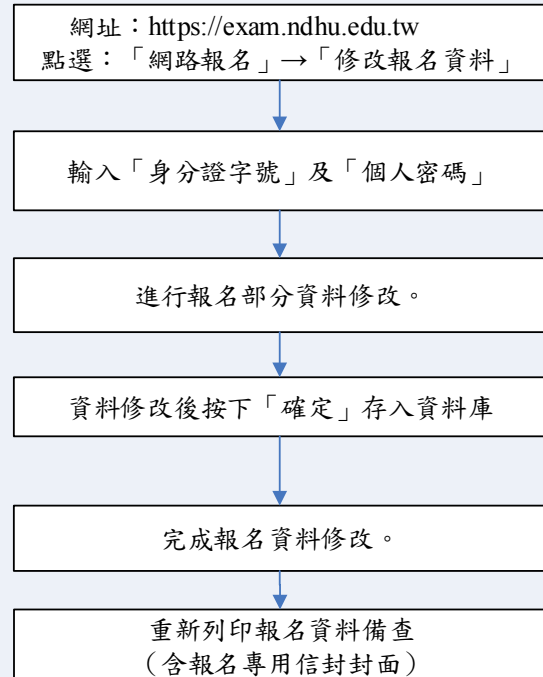 網址：https://exam.ndhu.edu.tw
點選：「網路報名」→「修改報名資料」
輸入「身分證字號」及「個人密碼」
進行報名部分資料修改。
資料修改後按下「確定」存入資料庫
完成報名資料修改。
重新列印報名資料備查
（含報名專用信封封面）